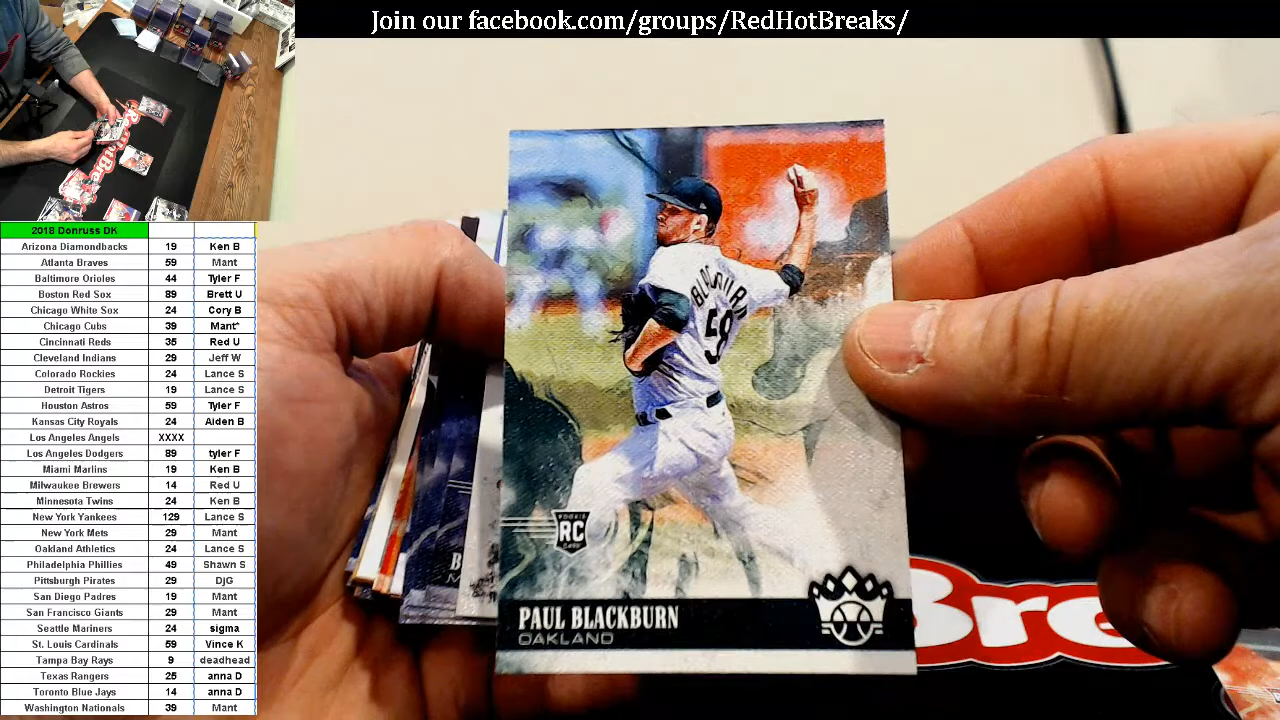 Join our facebook.com/groups/RedHotBreaks/
2018 Donruss DK
Arizona Diamondbacks 19 Ken B
Atlanta Braves 59 Mant
Baltimore Orioles 44 Tyler F
Boston Red Sox 89 Brett U
Chicago White Sox 24 Cory B
Chicago Cubs 39 Mant*
Cincinnati Reds 35 Red U
Cleveland Indians 29 Jeff W
Colorado Rockies 24 Lance S
Detroit Tigers 19 Lance S
Houston Astros 59 Tyler F
Kansas City Royals 24 Aiden B
Los Angeles Angels XXXX
Los Angeles Dodgers 89 tyler F
Miami Marlins 19 Ken B
Milwaukee Brewers 14 Red U
Minnesota Twins 24 Ken B
New York Yankees 129 Lance S
New York Mets 29 Mant
Oakland Athletics 24 Lance S
Philadelphia Phillies 49 Shawn S
Pittsburgh Pirates 29 DjG
San Diego Padres 19 Mant
San Francisco Giants 29 Mant
Seattle Mariners 24 sigma
St. Louis Cardinals 59 Vince K
Tampa Bay Rays 9 deadhead
Texas Rangers 25 anna D
Toronto Blue Jays 14 anna D
Washington Nationals 39 Mant
BLACKBURN
58
ROOKIE
RC
CARD
PAUL BLACKBURN
OAKLAND
Bre